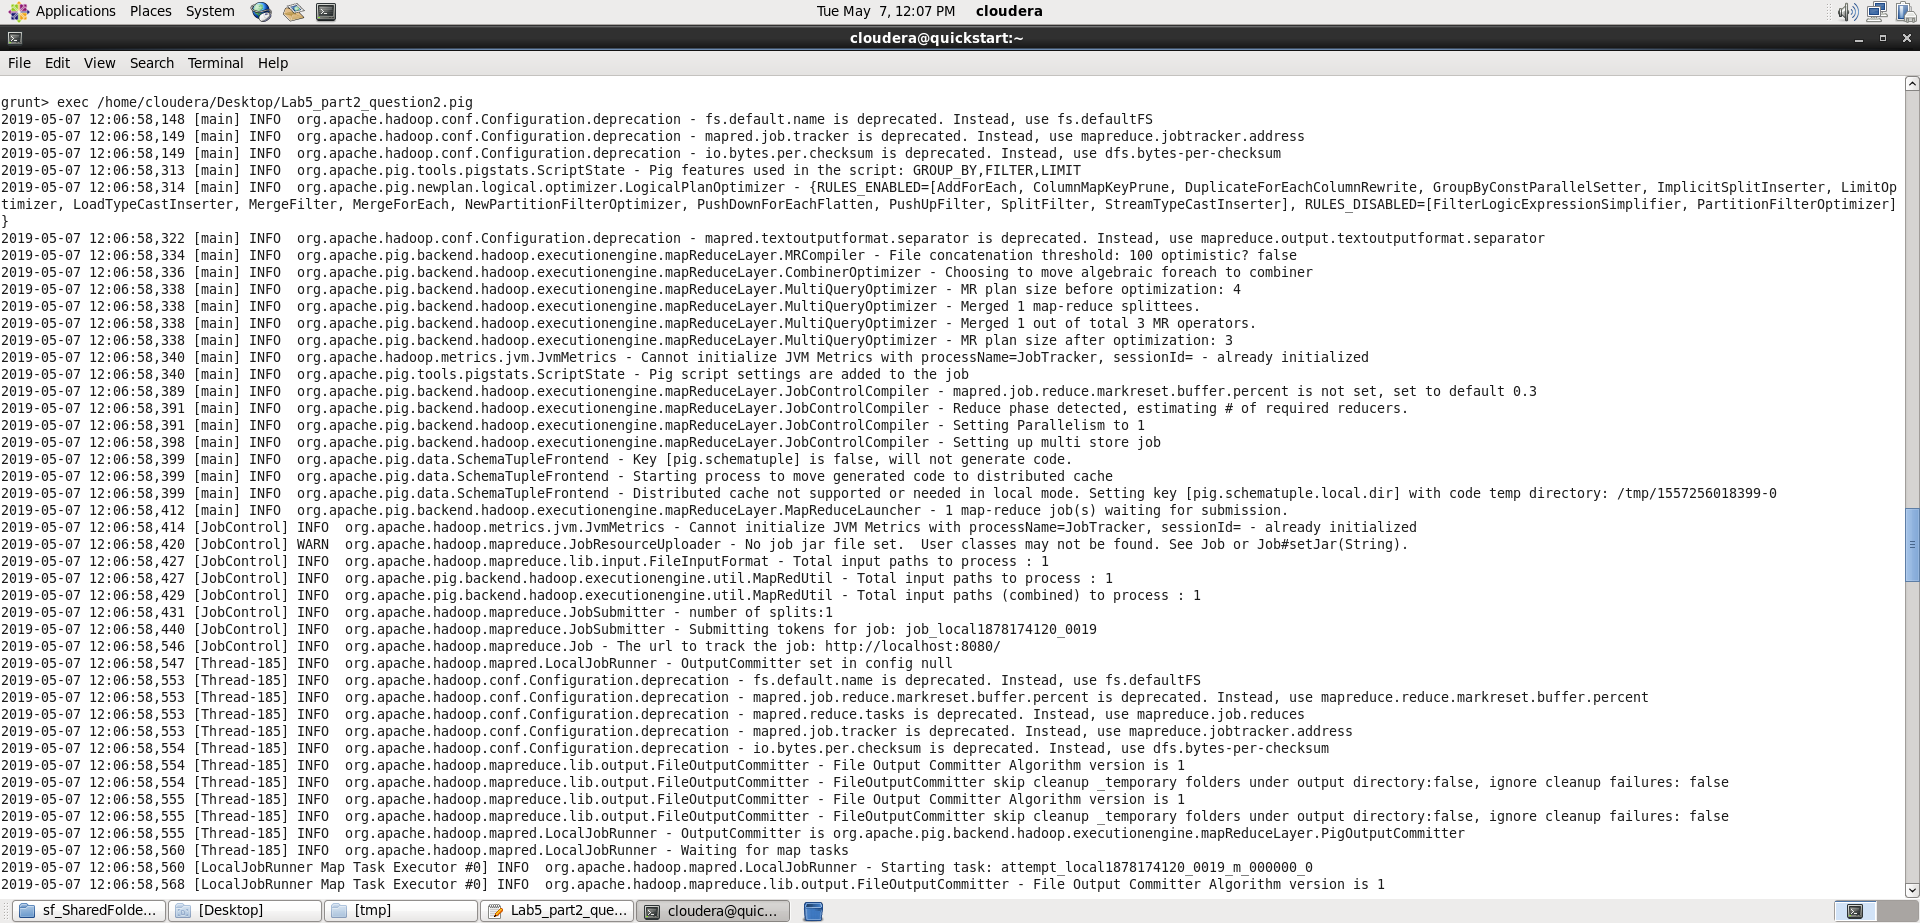 Applications Places System Tue May 7, 12:07 PM cloudera
cloudera@quickstart:~
File Edit View Search Terminal Help
grunt> exec /home/cloudera/Desktop/Lab5_part2_question2.pig
2019-05-07 12:06:58,148 [main] INFO  org.apache.hadoop.conf.Configuration.deprecation - fs.default.name is deprecated. Instead, use fs.defaultFS
2019-05-07 12:06:58,149 [main] INFO  org.apache.hadoop.conf.Configuration.deprecation - mapred.job.tracker is deprecated. Instead, use mapreduce.jobtracker.address
2019-05-07 12:06:58,149 [main] INFO  org.apache.hadoop.conf.Configuration.deprecation - io.bytes.per.checksum is deprecated. Instead, use dfs.bytes-per-checksum
2019-05-07 12:06:58,313 [main] INFO  org.apache.pig.tools.pigstats.ScriptState - Pig features used in the script: GROUP_BY,FILTER,LIMIT
2019-05-07 12:06:58,314 [main] INFO  org.apache.pig.newplan.logical.optimizer.LogicalPlanOptimizer - {RULES_ENABLED=[AddForEach, ColumnMapKeyPrune, DuplicateForEachColumnRewrite, GroupByConstParallelSetter, ImplicitSplitInserter, LimitOp
timizer, LoadTypeCastInserter, MergeFilter, MergeForEach, NewPartitionFilterOptimizer, PushDownForEachFlatten, PushUpFilter, SplitFilter, StreamTypeCastInserter], RULES_DISABLED=[FilterLogicExpressionSimplifier, PartitionFilterOptimizer]
}
2019-05-07 12:06:58,322 [main] INFO  org.apache.hadoop.conf.Configuration.deprecation - mapred.textoutputformat.separator is deprecated. Instead, use mapreduce.output.textoutputformat.separator
2019-05-07 12:06:58,334 [main] INFO  org.apache.pig.backend.hadoop.executionengine.mapReduceLayer.MRCompiler - File concatenation threshold: 100 optimistic? false
2019-05-07 12:06:58,336 [main] INFO  org.apache.pig.backend.hadoop.executionengine.mapReduceLayer.CombinerOptimizer - Choosing to move algebraic foreach to combiner
2019-05-07 12:06:58,338 [main] INFO  org.apache.pig.backend.hadoop.executionengine.mapReduceLayer.MultiQueryOptimizer - MR plan size before optimization: 4
2019-05-07 12:06:58,338 [main] INFO  org.apache.pig.backend.hadoop.executionengine.mapReduceLayer.MultiQueryOptimizer - Merged 1 map-reduce splittees.
2019-05-07 12:06:58,338 [main] INFO  org.apache.pig.backend.hadoop.executionengine.mapReduceLayer.MultiQueryOptimizer - Merged 1 out of total 3 MR operators.
2019-05-07 12:06:58,338 [main] INFO  org.apache.pig.backend.hadoop.executionengine.mapReduceLayer.MultiQueryOptimizer - MR plan size after optimization: 3
2019-05-07 12:06:58,340 [main] INFO  org.apache.hadoop.metrics.jvm.JvmMetrics - Cannot initialize JVM Metrics with processName=JobTracker, sessionId= - already initialized
2019-05-07 12:06:58,340 [main] INFO  org.apache.pig.tools.pigstats.ScriptState - Pig script settings are added to the job
2019-05-07 12:06:58,389 [main] INFO  org.apache.pig.backend.hadoop.executionengine.mapReduceLayer.JobControlCompiler - mapred.job.reduce.markreset.buffer.percent is not set, set to default 0.3
2019-05-07 12:06:58,391 [main] INFO  org.apache.pig.backend.hadoop.executionengine.mapReduceLayer.JobControlCompiler - Reduce phase detected, estimating # of required reducers.
2019-05-07 12:06:58,391 [main] INFO  org.apache.pig.backend.hadoop.executionengine.mapReduceLayer.JobControlCompiler - Setting Parallelism to 1
2019-05-07 12:06:58,398 [main] INFO  org.apache.pig.backend.hadoop.executionengine.mapReduceLayer.JobControlCompiler - Setting up multi store job
2019-05-07 12:06:58,399 [main] INFO  org.apache.pig.data.SchemaTupleFrontend - Key [pig.schematuple] is false, will not generate code.
2019-05-07 12:06:58,399 [main] INFO  org.apache.pig.data.SchemaTupleFrontend - Starting process to move generated code to distributed cache
2019-05-07 12:06:58,399 [main] INFO  org.apache.pig.data.SchemaTupleFrontend - Distributed cache not supported or needed in local mode. Setting key [pig.schematuple.local.dir] with code temp directory: /tmp/1557256018399-0
2019-05-07 12:06:58,412 [main] INFO  org.apache.pig.backend.hadoop.executionengine.mapReduceLayer.MapReduceLauncher - 1 map-reduce job(s) waiting for submission.
2019-05-07 12:06:58,414 [JobControl] INFO  org.apache.hadoop.metrics.jvm.JvmMetrics - Cannot initialize JVM Metrics with processName=JobTracker, sessionId= - already initialized
2019-05-07 12:06:58,420 [JobControl] WARN  org.apache.hadoop.mapreduce.JobResourceUploader - No job jar file set.  User classes may not be found. See Job or Job#setJar(String).
2019-05-07 12:06:58,427 [JobControl] INFO  org.apache.hadoop.mapreduce.lib.input.FileInputFormat - Total input paths to process : 1
2019-05-07 12:06:58,427 [JobControl] INFO  org.apache.pig.backend.hadoop.executionengine.util.MapRedUtil - Total input paths to process : 1
2019-05-07 12:06:58,429 [JobControl] INFO  org.apache.pig.backend.hadoop.executionengine.util.MapRedUtil - Total input paths (combined) to process : 1
2019-05-07 12:06:58,431 [JobControl] INFO  org.apache.hadoop.mapreduce.JobSubmitter - number of splits:1
2019-05-07 12:06:58,440 [JobControl] INFO  org.apache.hadoop.mapreduce.JobSubmitter - Submitting tokens for job: job_local1878174120_0019
2019-05-07 12:06:58,546 [JobControl] INFO  org.apache.hadoop.mapreduce.Job - The url to track the job: http://localhost:8080/
2019-05-07 12:06:58,547 [Thread-185] INFO  org.apache.hadoop.mapred.LocalJobRunner - OutputCommitter set in config null
2019-05-07 12:06:58,553 [Thread-185] INFO  org.apache.hadoop.conf.Configuration.deprecation - fs.default.name is deprecated. Instead, use fs.defaultFS
2019-05-07 12:06:58,553 [Thread-185] INFO  org.apache.hadoop.conf.Configuration.deprecation - mapred.job.reduce.markreset.buffer.percent is deprecated. Instead, use mapreduce.reduce.markreset.buffer.percent
2019-05-07 12:06:58,553 [Thread-185] INFO  org.apache.hadoop.conf.Configuration.deprecation - mapred.reduce.tasks is deprecated. Instead, use mapreduce.job.reduces
2019-05-07 12:06:58,553 [Thread-185] INFO  org.apache.hadoop.conf.Configuration.deprecation - mapred.job.tracker is deprecated. Instead, use mapreduce.jobtracker.address
2019-05-07 12:06:58,554 [Thread-185] INFO  org.apache.hadoop.conf.Configuration.deprecation - io.bytes.per.checksum is deprecated. Instead, use dfs.bytes-per-checksum
2019-05-07 12:06:58,554 [Thread-185] INFO  org.apache.hadoop.mapreduce.lib.output.FileOutputCommitter - File Output Committer Algorithm version is 1
2019-05-07 12:06:58,554 [Thread-185] INFO  org.apache.hadoop.mapreduce.lib.output.FileOutputCommitter - FileOutputCommitter skip cleanup _temporary folders under output directory:false, ignore cleanup failures: false
2019-05-07 12:06:58,555 [Thread-185] INFO  org.apache.hadoop.mapreduce.lib.output.FileOutputCommitter - File Output Committer Algorithm version is 1
2019-05-07 12:06:58,555 [Thread-185] INFO  org.apache.hadoop.mapreduce.lib.output.FileOutputCommitter - FileOutputCommitter skip cleanup _temporary folders under output directory:false, ignore cleanup failures: false
2019-05-07 12:06:58,555 [Thread-185] INFO  org.apache.hadoop.mapred.LocalJobRunner - OutputCommitter is org.apache.pig.backend.hadoop.executionengine.mapReduceLayer.PigOutputCommitter
2019-05-07 12:06:58,560 [Thread-185] INFO  org.apache.hadoop.mapred.LocalJobRunner - Waiting for map tasks
2019-05-07 12:06:58,560 [LocalJobRunner Map Task Executor #0] INFO  org.apache.hadoop.mapred.LocalJobRunner - Starting task: attempt_local1878174120_0019_m_000000_0
2019-05-07 12:06:58,568 [LocalJobRunner Map Task Executor #0] INFO  org.apache.hadoop.mapreduce.lib.output.FileOutputCommitter - File Output Committer Algorithm version is 1
sf_SharedFolde... [Desktop] [tmp] Lab5_part2_que... cloudera@quic...